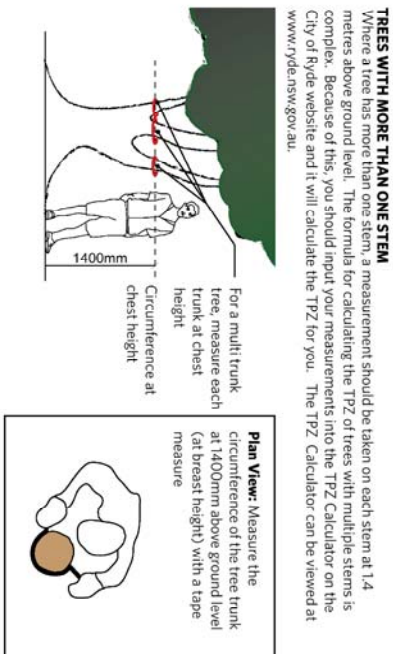 TREES WITH MORE THAN ONE STEM
Where a tree has more than one stem, a measurement should be taken on each stem at 1.4
metres above ground level. The formula for calculating the TPZ of trees with multiple stems is
complex. Because of this, you should input your measurements into the TPZ Calculator on the
City of Ryde website and it will calculate the TPZ for you. The TPZ Calculator can be viewed at
www.ryde.nsw.gov.au.
For a multi trunk
tree, measure each
trunk at chest
height
Circumference at
chest height
1400mm
Plan View: Measure the
circumference of the tree trunk
at 1400mm above ground level
(at breast height) with a tape
measure